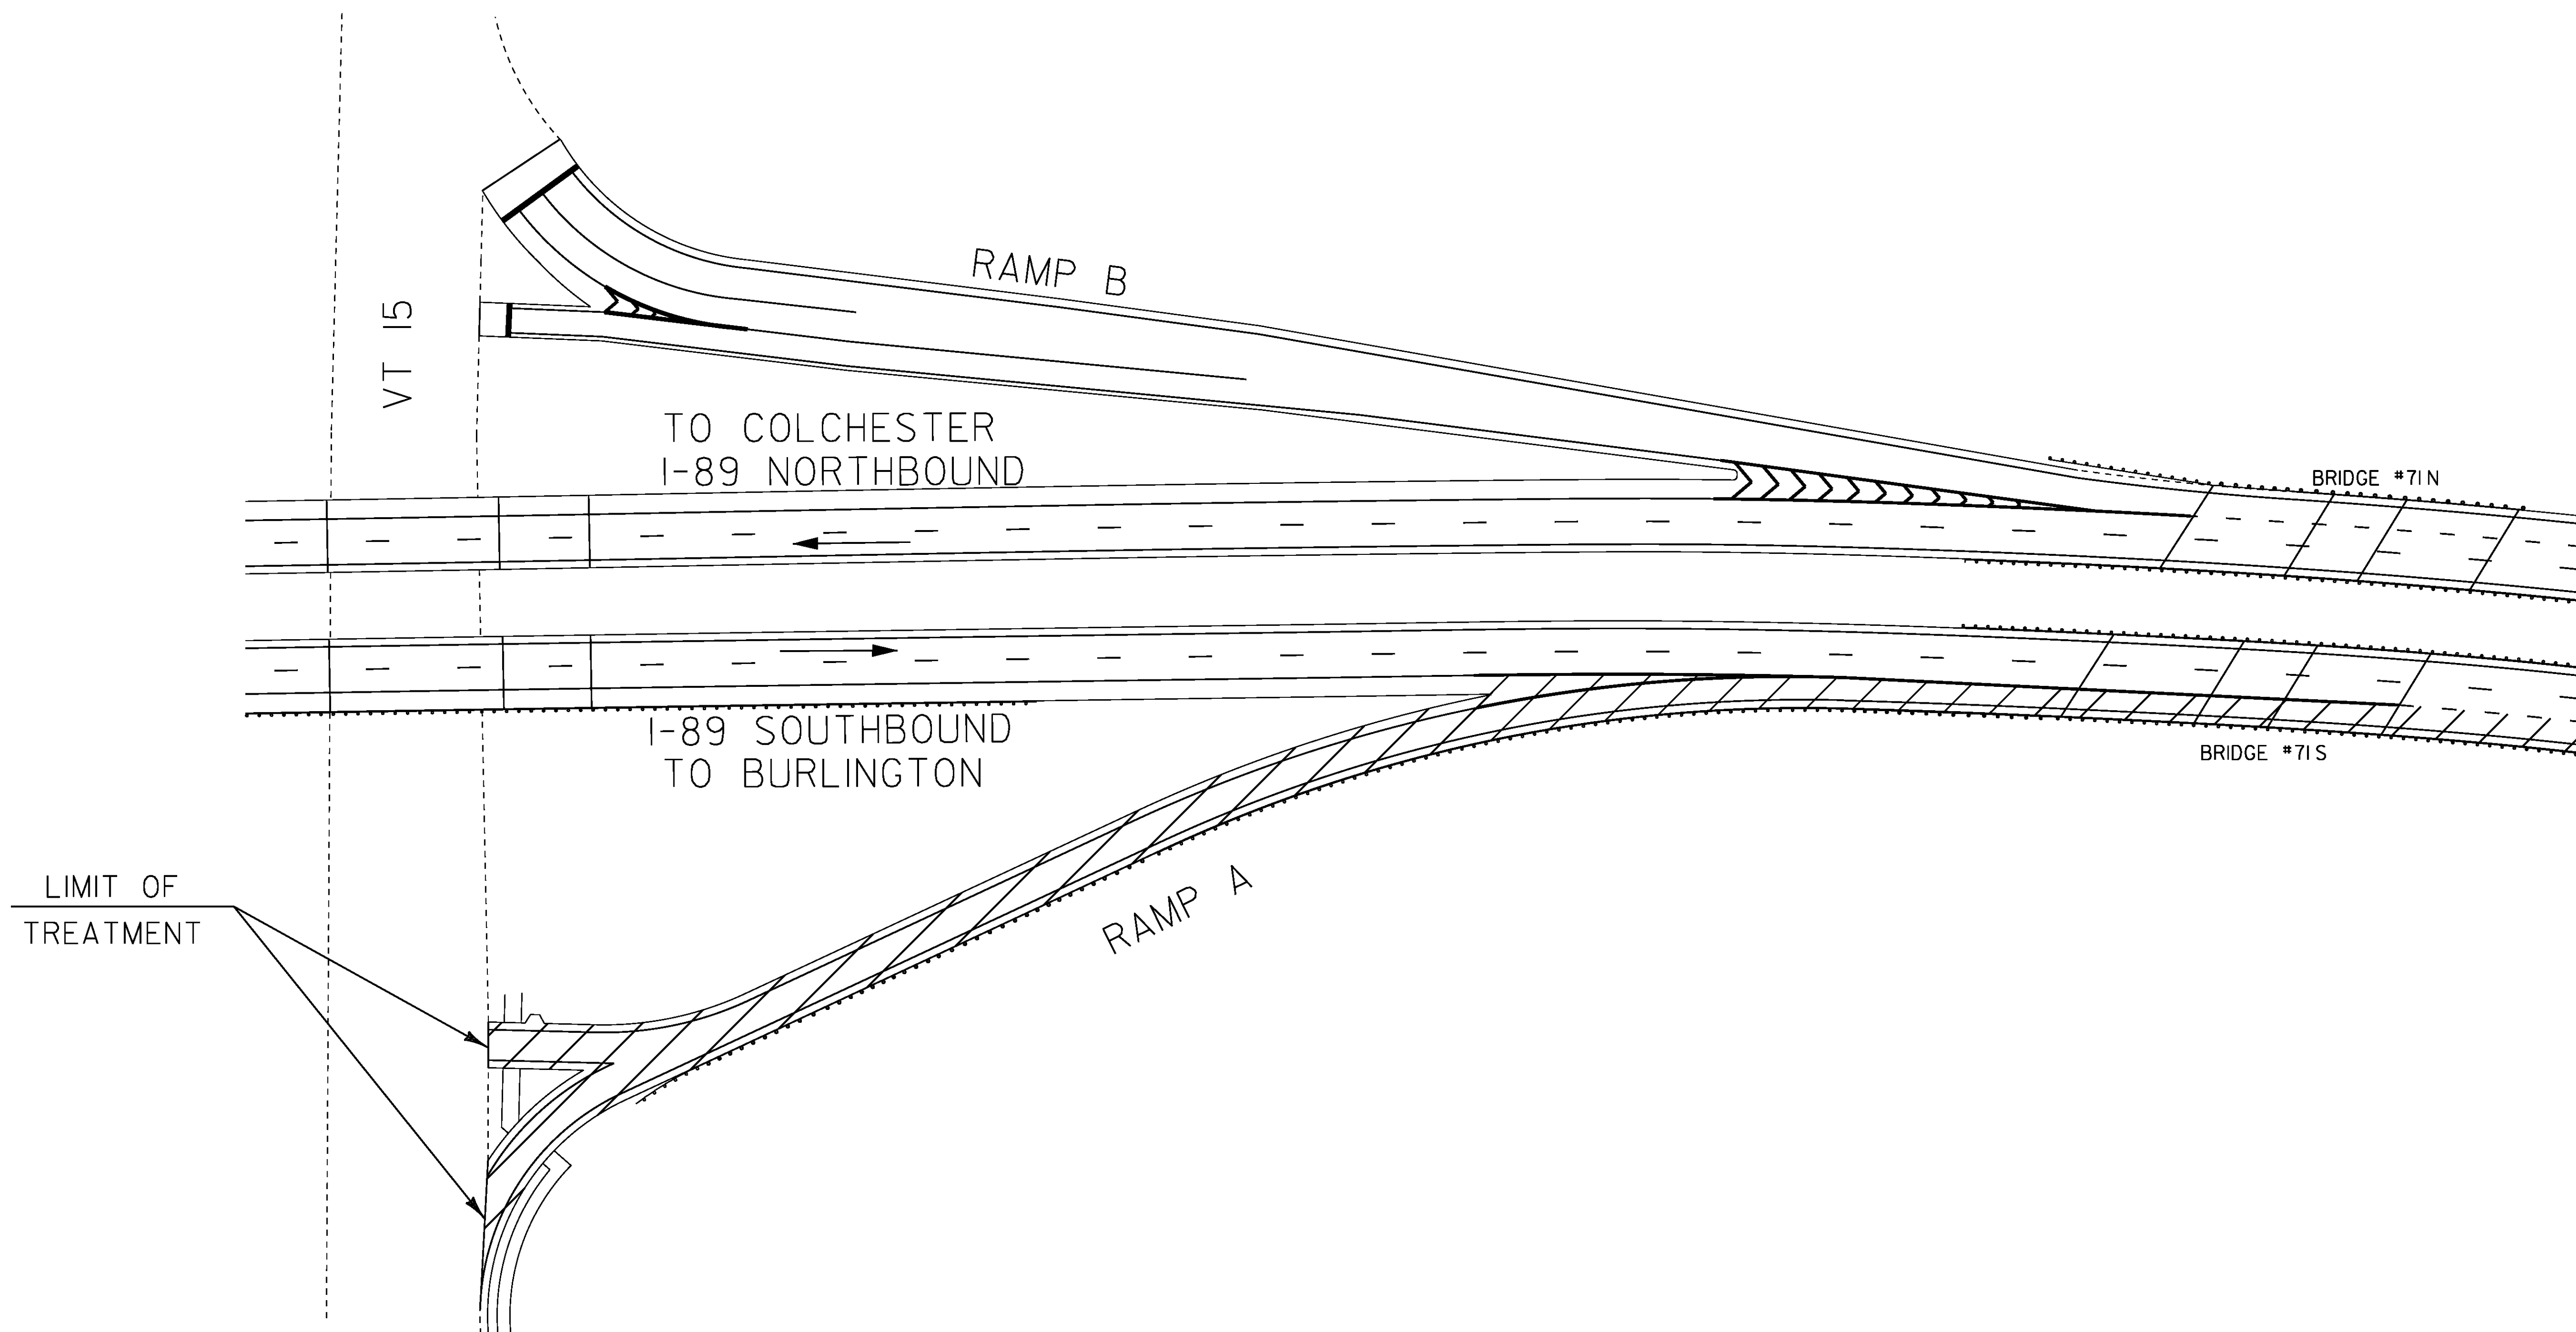 RAMP B
VT 15
TO COLCHESTER
I-89 NORTHBOUND
BRIDGE #71N
I-89 SOUTHBOUND
TO BURLINGTON
BRIDGE #71S
LIMIT OF
TREATMENT
RAMP A